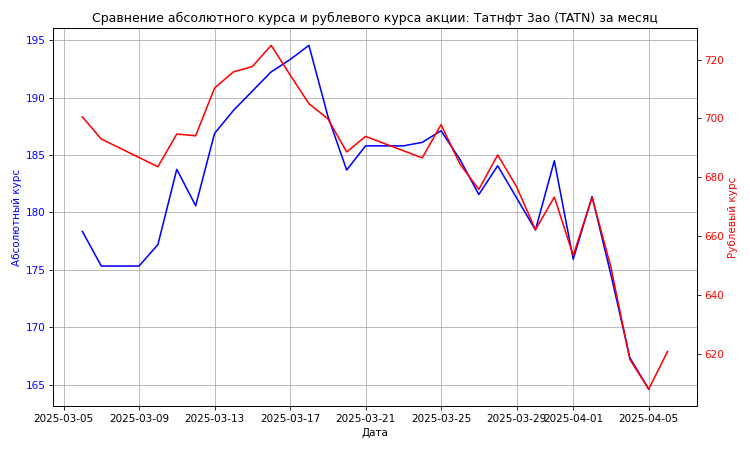 Сравнение абсолютного курса и рублевого курса акции: Татнфт 3ао (TATN) за месяц
Абсолютный курс
195
190
185
180
175
170
165
720
700
680
660
640
620
Рублевый курс
2025-03-05 2025-03-09 2025-03-13 2025-03-17 2025-03-21 2025-03-25 2025-03-29 2025-04-01 2025-04-05
Дата